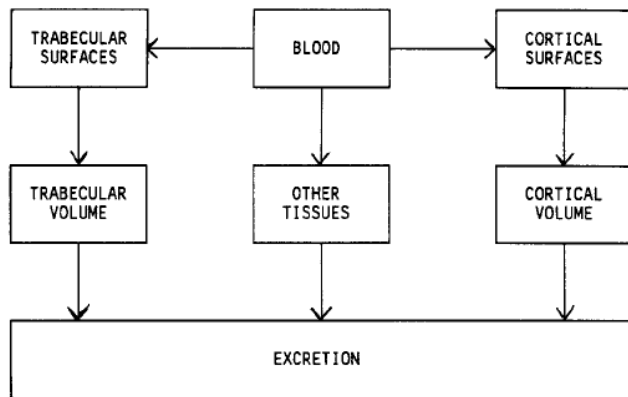 TRABECULAR
SURFACES
BLOOD
CORTICAL
SURFACES
TRABECULAR
VOLUME
OTHER
TISSUES
CORTICAL
VOLUME
EXCRETION